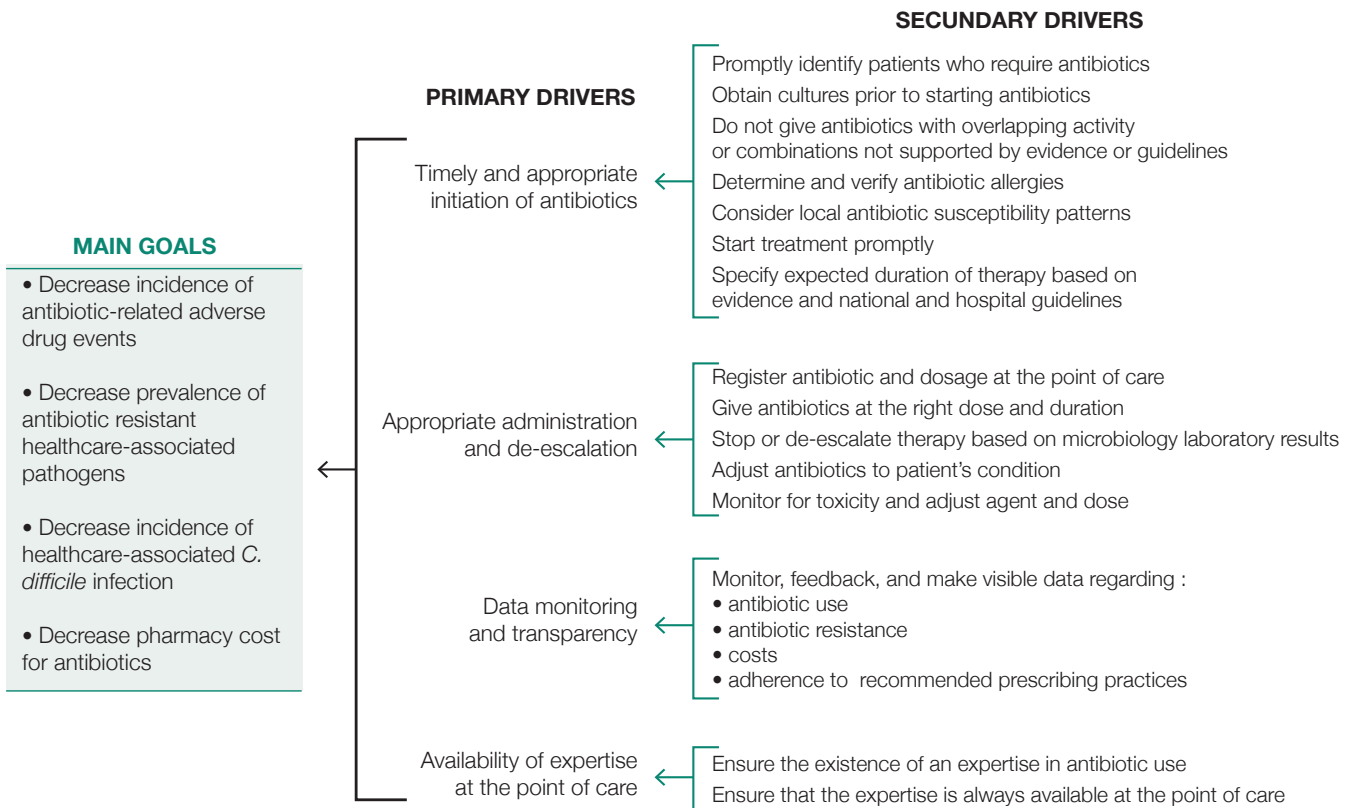 SECUNDARY DRIVERS
Promptly identify patients who require antibiotics
Obtain cultures prior to starting antibiotics
Do not give antibiotics with overlapping activity
or combinations not supported by evidence or guidelines
Determine and verify antibiotic allergies
Consider local antibiotic susceptibility patterns
Start treatment promptly
Specify expected duration of therapy based on
evidence and national and hospital guidelines
PRIMARY DRIVERS
Timely and appropriate
initiation of antibiotics
MAIN GOALS
• Decrease incidence of
antibiotic-related adverse
drug events
• Decrease prevalence of
antibiotic resistant
healthcare-associated
pathogens
• Decrease incidence of
healthcare-associated C.
difficile infection
• Decrease pharmacy cost
for antibiotics
Appropriate administration
and de-escalation
Register antibiotic and dosage at the point of care
Give antibiotics at the right dose and duration
Stop or de-escalate therapy based on microbiology laboratory results
Adjust antibiotics to patient’s condition
Monitor for toxicity and adjust agent and dose
Data monitoring
and transparency
Monitor, feedback, and make visible data regarding :
• antibiotic use
• antibiotic resistance
• costs
• adherence to recommended prescribing practices
Availability of expertise
at the point of care
Ensure the existence of an expertise in antibiotic use
Ensure that the expertise is always available at the point of care